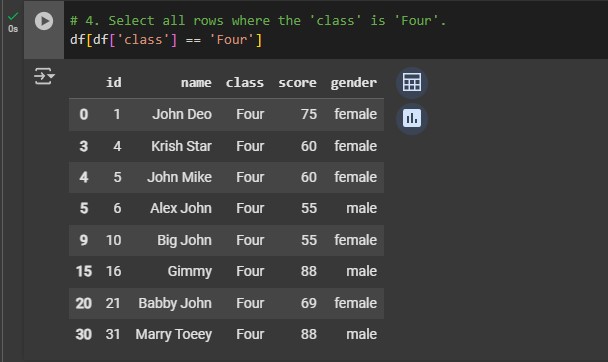 # 4. Select all rows where the 'class' is 'Four'.
0s
df[df['class'] == 'Four']
id name class score gender
0 1 John Deo Four 75 female
3 4 Krish Star Four 60 female
4 5 John Mike Four 60 female
5 6 Alex John Four 55 male
9 10 Big John Four 55 female
15 16 Gimmy Four 88 male
20 21 Babby John Four 69 female
30 31 Marry Toeey Four 88 male